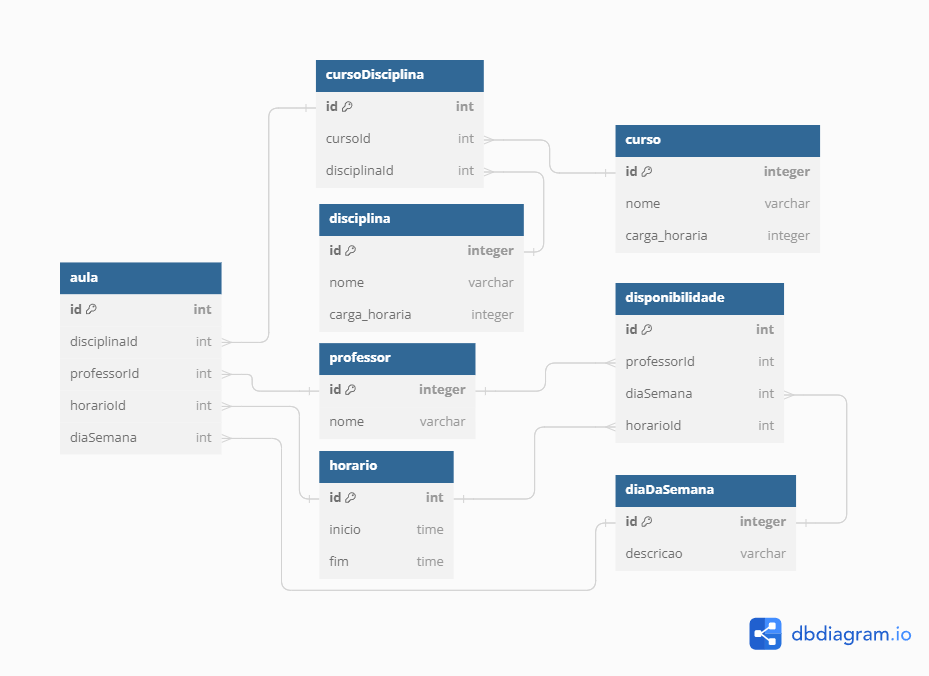 cursoDisciplina
id int
cursoId int
disciplinaId int
curso
id integer
nome varchar
carga_horaria integer
disciplina
id integer
nome varchar
carga_horaria integer
aula
id int
disciplinaId int
professorId int
horarioId int
diaSemana int
disponibilidade
id int
professorId int
diaSemana int
horarioId int
professor
id integer
nome varchar
horario
id int
inicio time
fim time
diaDaSemana
id integer
descricao varchar
dbdiagram.io